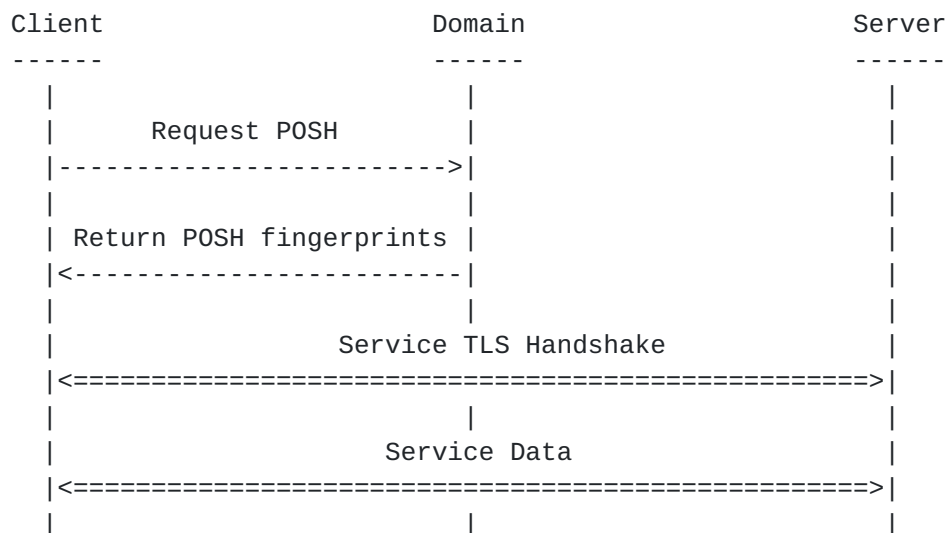 Client                     Domain                     Server
------                     ------                     ------
  |                          |                          |
  |      Request POSH        |                          |
  |------------------------->|                          |
  |                          |                          |
  | Return POSH fingerprints |                          |
  |<-------------------------|                          |
  |                          |                          |
  |                  Service TLS Handshake              |
  |<===================================================>|
  |                          |                          |
  |                     Service Data                    |
  |<===================================================>|
  |                          |                          |